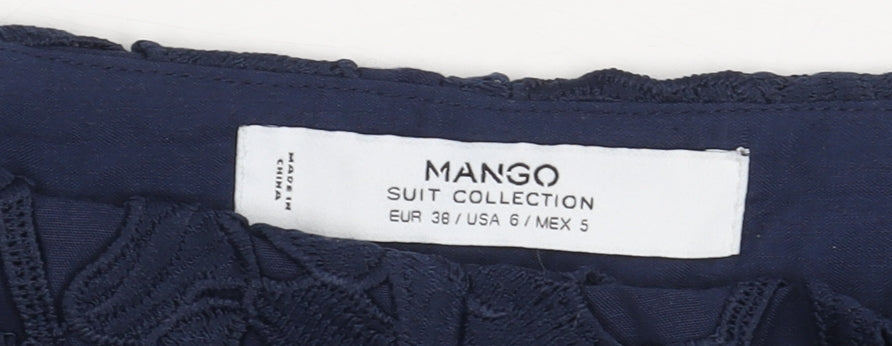 MADE IN
CHINA
MANGO
SUIT COLLECTION
EUR 38 / USA 6 / MEX 5